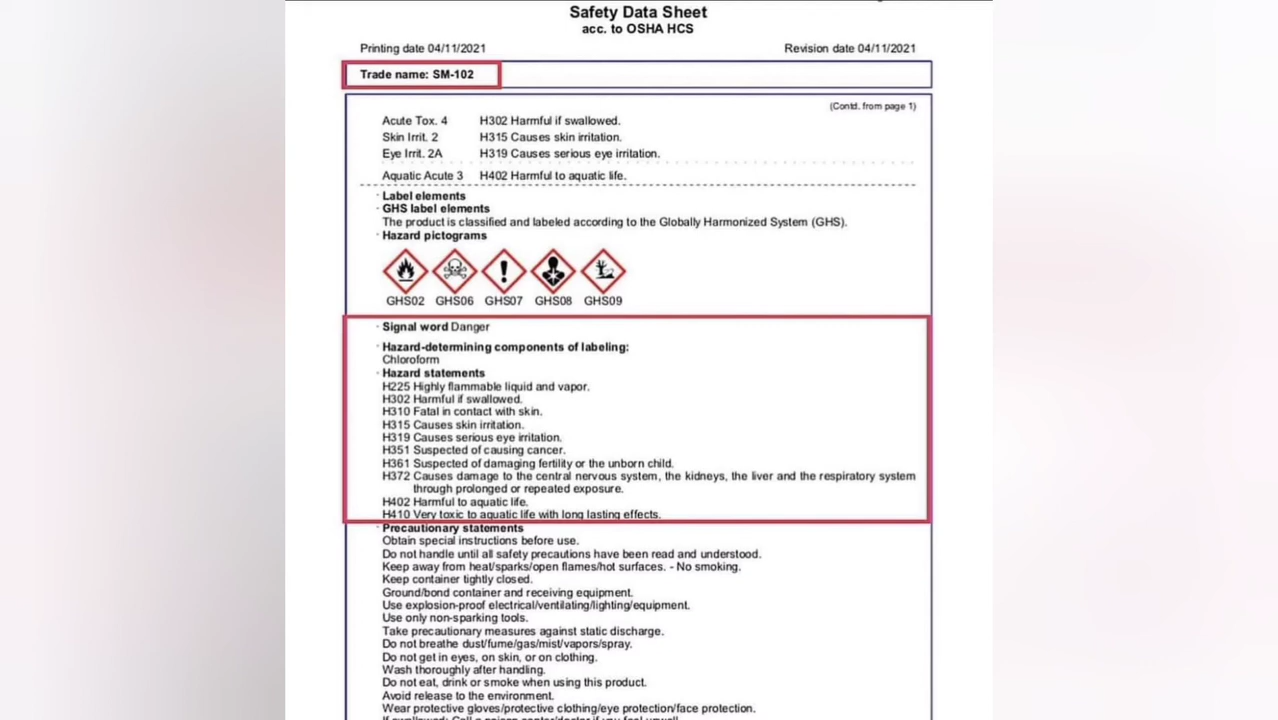 Safety Data Sheet
acc. to OSHA HCS
Printing date 04/11/2021 Revision date 04/11/2021
Trade name: SM-102
(Contd. from page 1)
Acute Tox. 4 H302 Harmful if swallowed.
Skin Irrit. 2 H315 Causes skin irritation.
Eye Irrit. 2A H319 Causes serious eye irritation.
Aquatic Acute 3 H402 Harmful to aquatic life.
· Label elements
· GHS label elements
The product is classified and labeled according to the Globally Harmonized System (GHS).
· Hazard pictograms
GHS02 GHS06 GHS07 GHS08 GHS09
· Signal word Danger
· Hazard-determining components of labeling:
Chloroform
· Hazard statements
H225 Highly flammable liquid and vapor.
H302 Harmful if swallowed.
H310 Fatal in contact with skin.
H315 Causes skin irritation.
H319 Causes serious eye irritation.
H351 Suspected of causing cancer.
H361 Suspected of damaging fertility or the unborn child.
H372 Causes damage to the central nervous system, the kidneys, the liver and the respiratory system
through prolonged or repeated exposure.
H402 Harmful to aquatic life.
H410 Very toxic to aquatic life with long lasting effects.
· Precautionary statements
Obtain special instructions before use.
Do not handle until all safety precautions have been read and understood.
Keep away from heat/sparks/open flames/hot surfaces. - No smoking.
Keep container tightly closed.
Ground/bond container and receiving equipment.
Use explosion-proof electrical/ventilating/lighting/equipment.
Use only non-sparking tools.
Take precautionary measures against static discharge.
Do not breathe dust/fume/gas/mist/vapors/spray.
Do not get in eyes, on skin, or on clothing.
Wash thoroughly after handling.
Do not eat, drink or smoke when using this product.
Avoid release to the environment.
Wear protective gloves/protective clothing/eye protection/face protection.
If swallowed: Call a poison center/doctor if you feel unwell.